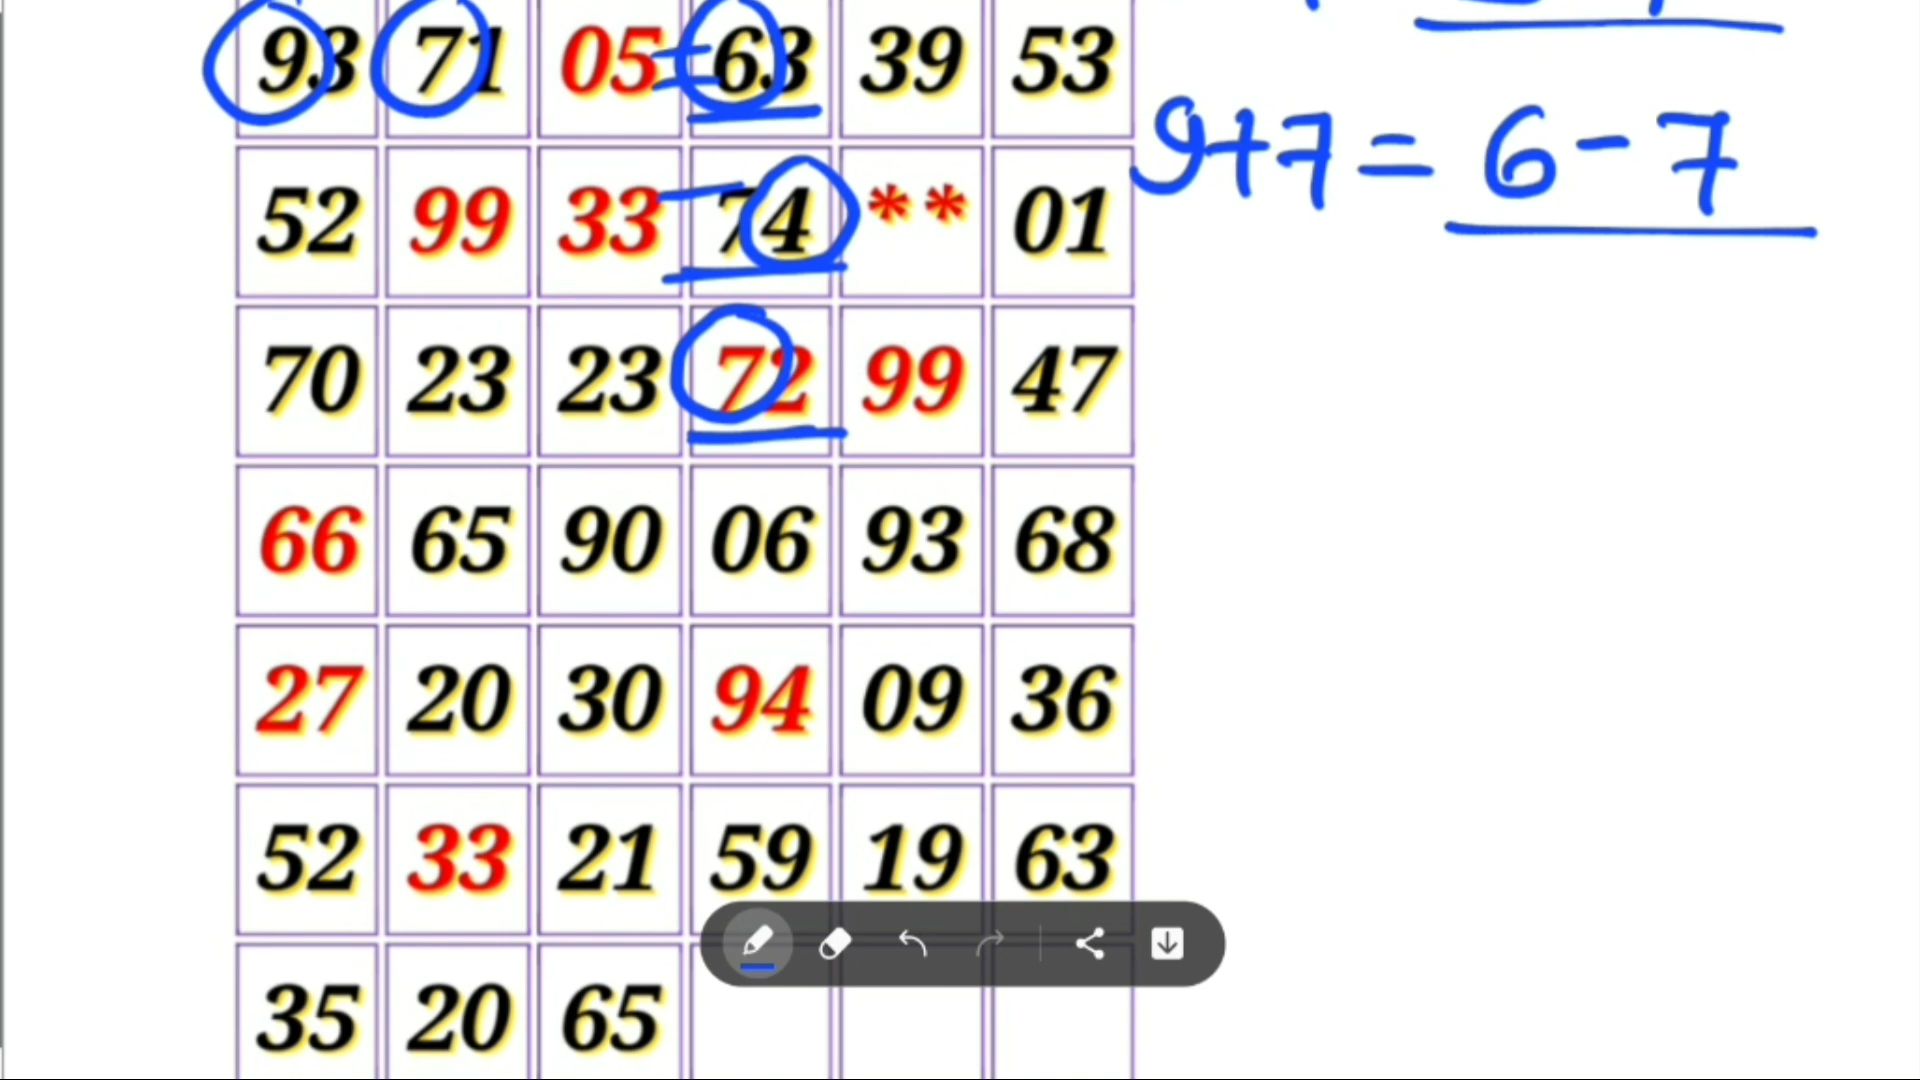 93 71 05 63 39 53
9+7= 6-7
52 99 33 74 ** 01
70 23 23 72 99 47
66 65 90 06 93 68
27 20 30 94 09 36
52 33 21 59 19 63
35 20 65